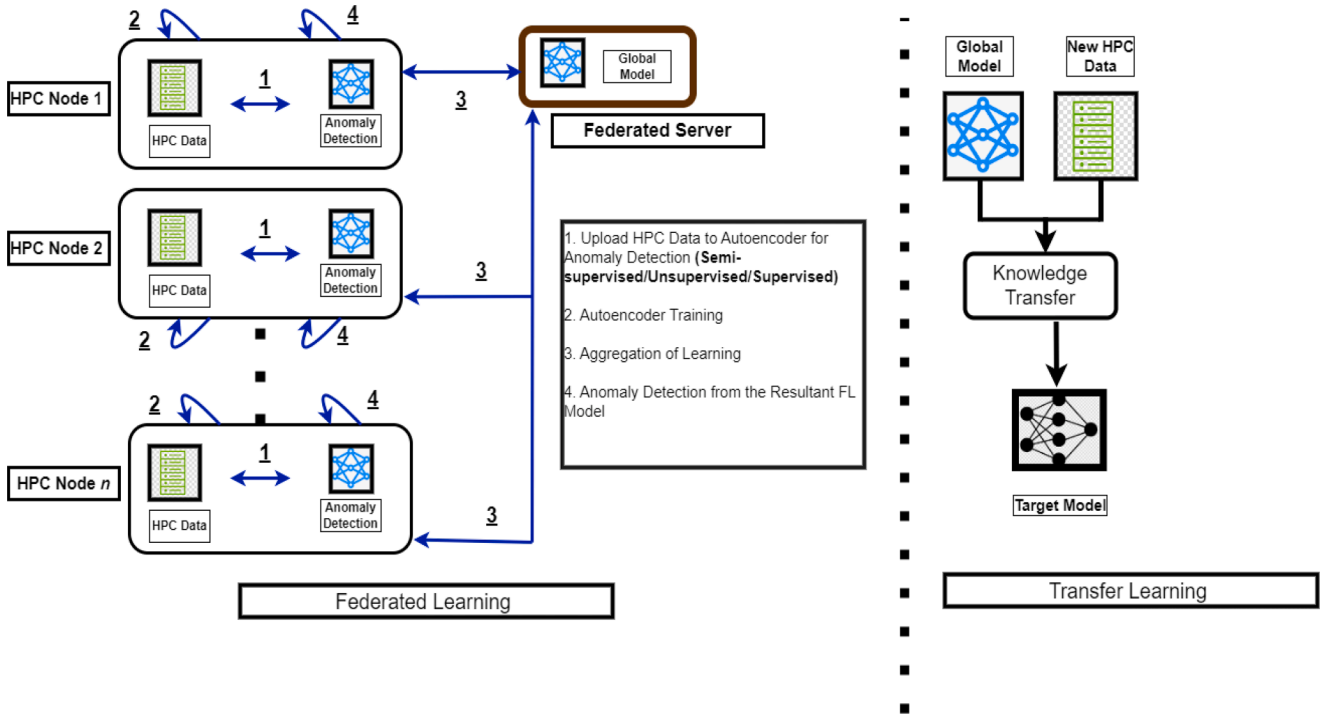 2
4
HPC Node 1
1
HPC Data
Anomaly
Detection
3
Global
Model
Federated Server
HPC Node 2
1
HPC Data
Anomaly
Detection
3
2
4
1. Upload HPC Data to Autoencoder for
Anomaly Detection (Semi-
supervised/Unsupervised/Supervised)
2. Autoencoder Training
3. Aggregation of Learning
4. Anomaly Detection from the Resultant FL
Model
2
4
HPC Node n
1
HPC Data
Anomaly
Detection
3
Federated Learning
Global
Model
New HPC
Data
Knowledge
Transfer
Target Model
Transfer Learning